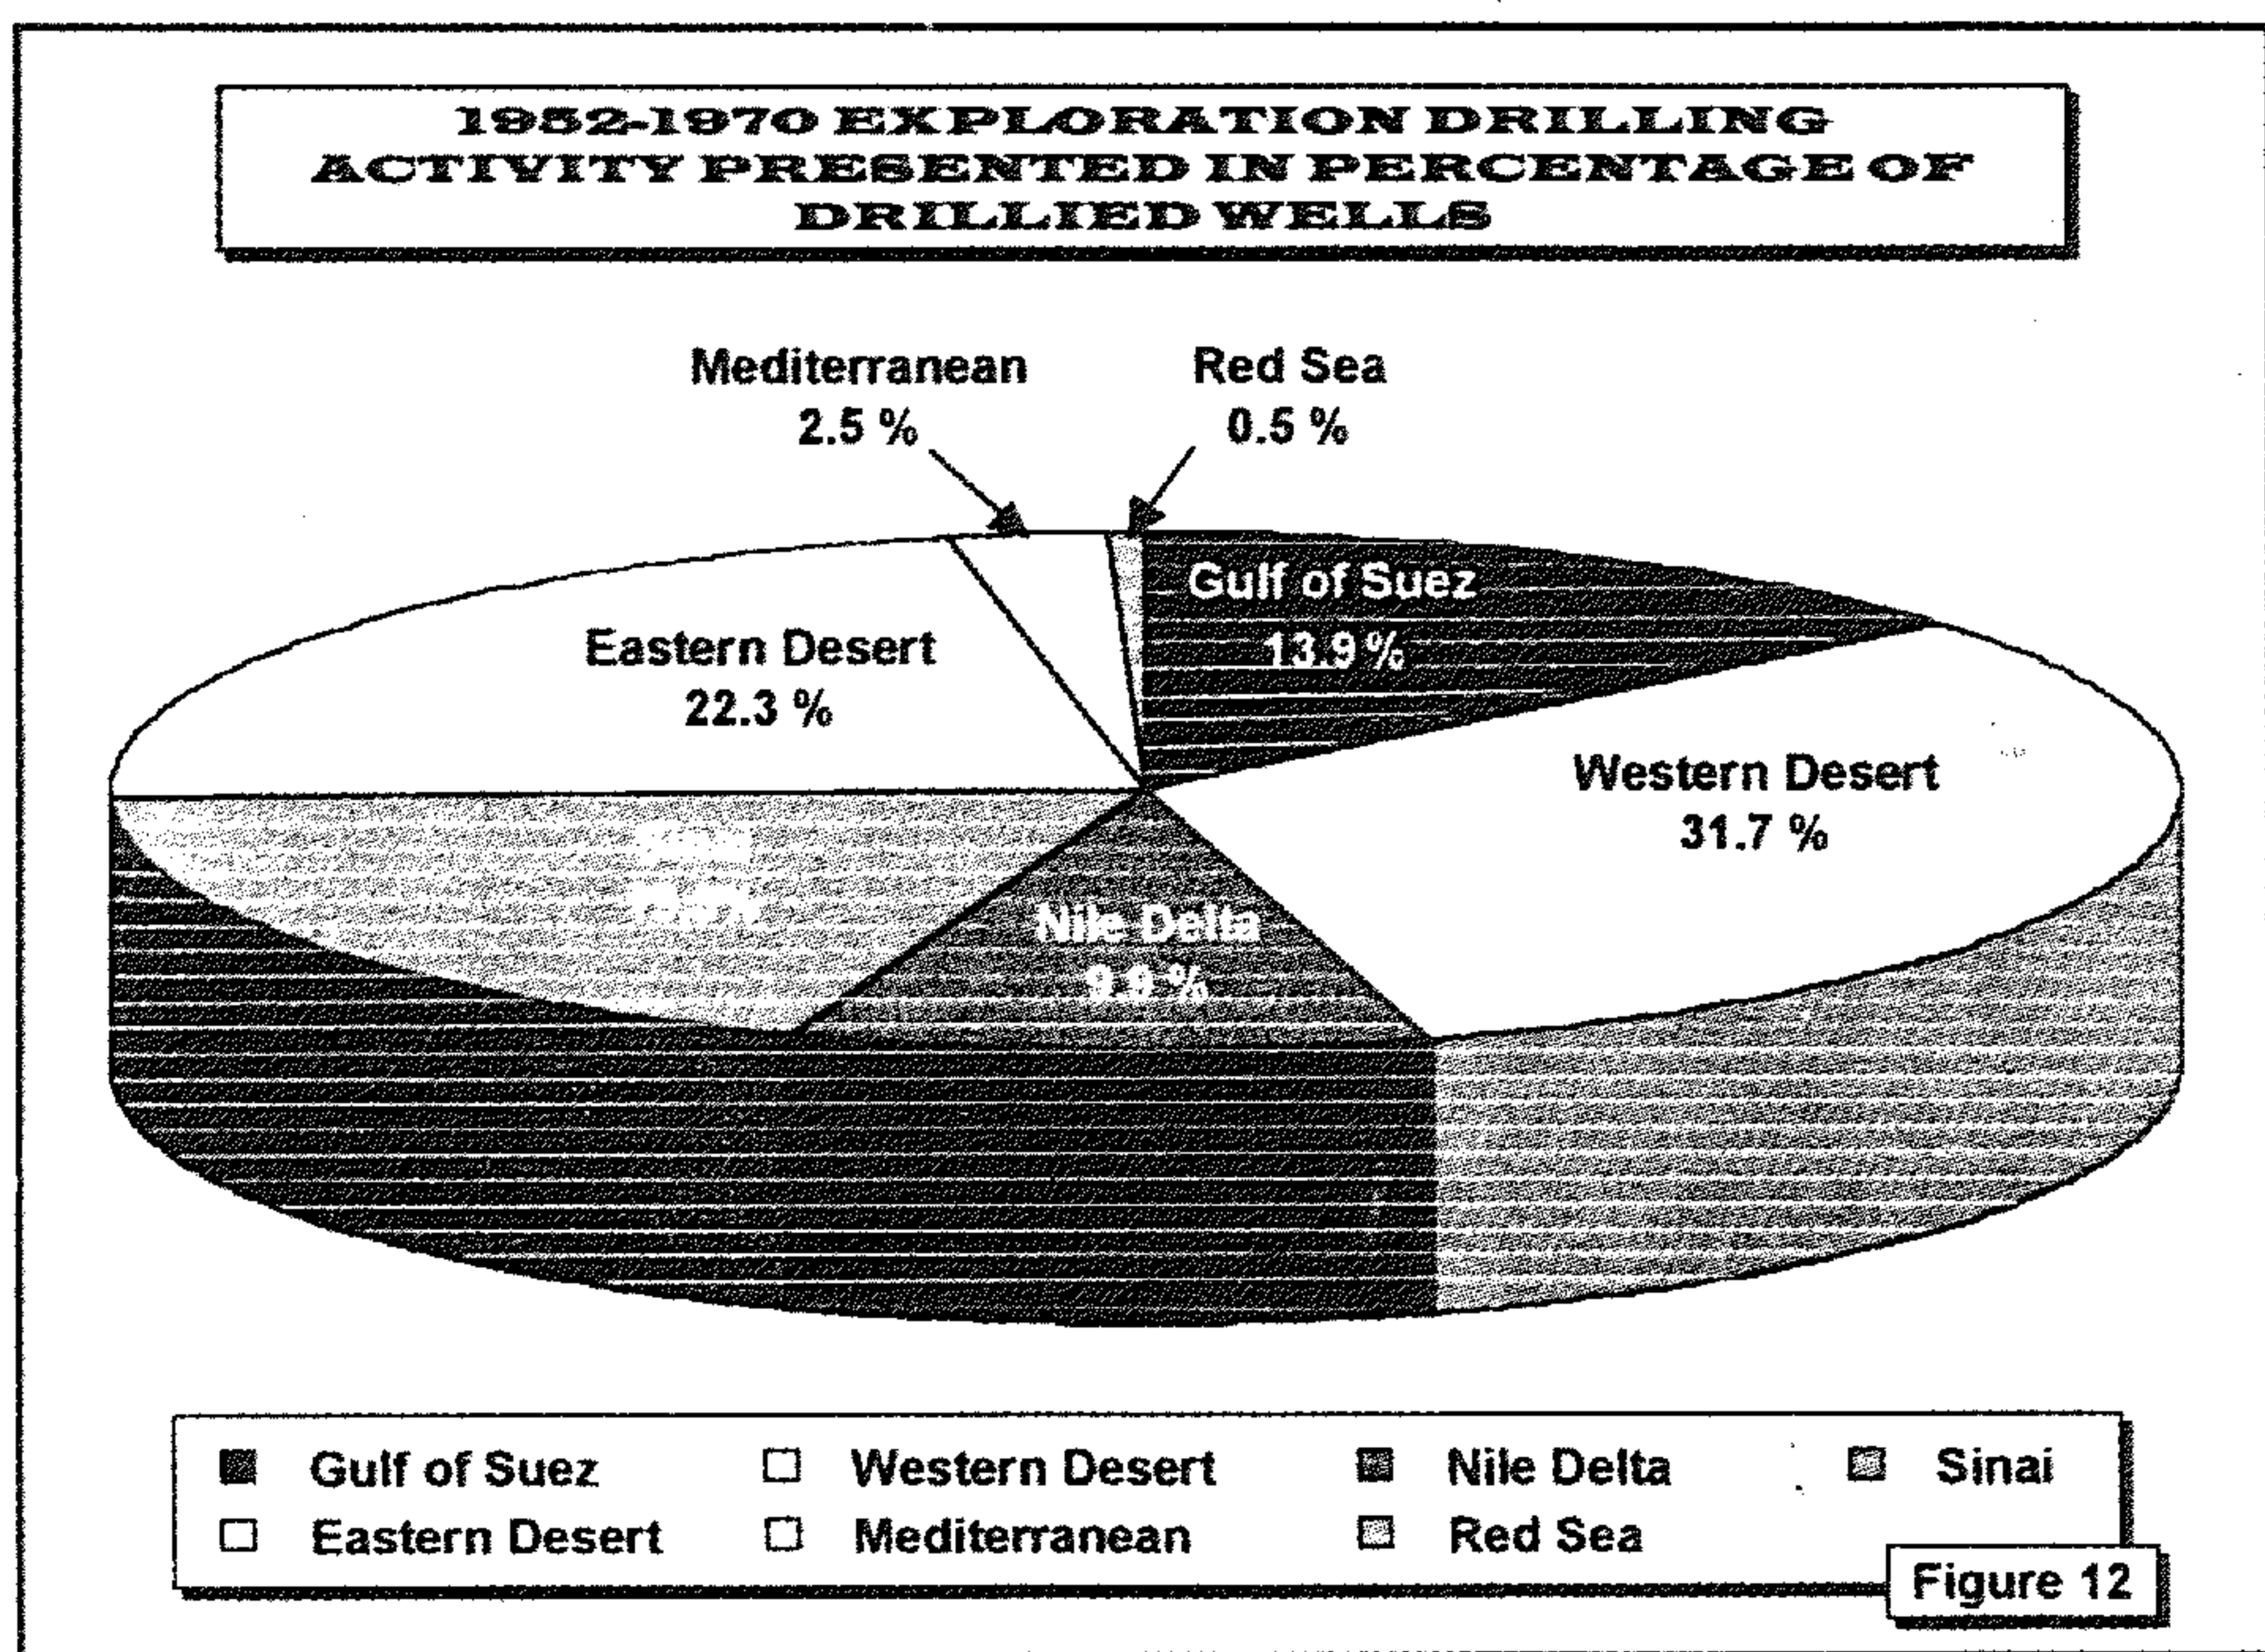 1952-1970 EXPLORATION DRILLING
ACTIVITY PRESENTED IN PERCENTAGE OF
DRILLIED WELLS
Mediterranean
2.5 %
Red Sea
0.5 %
Gulf of Suez
13.9 %
Eastern Desert
22.3 %
Western Desert
31.7 %
Nile Delta
9.9 %
Gulf of Suez
Western Desert
Nile Delta
Sinai
Eastern Desert
Mediterranean
Red Sea
Figure 12